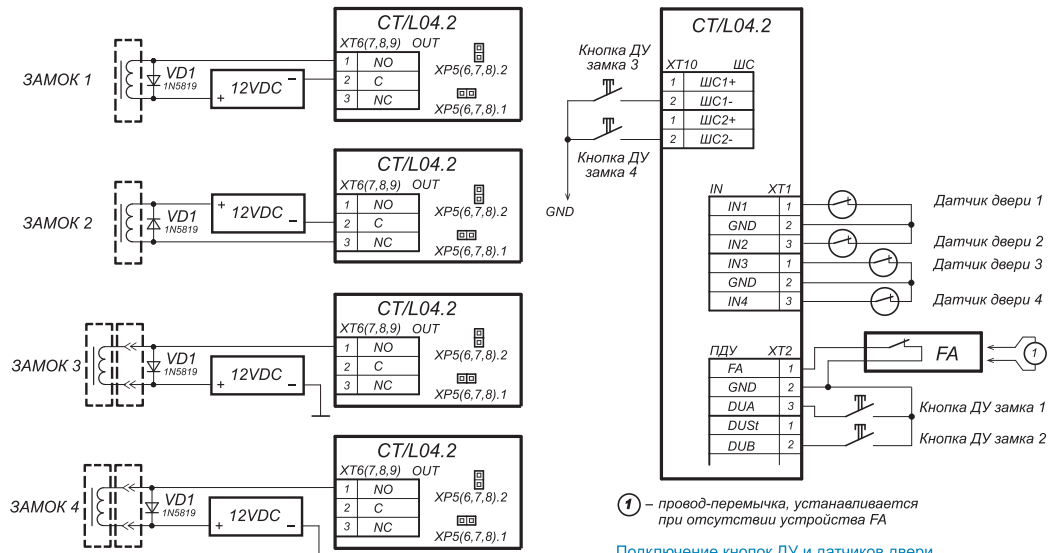 CT/L04.2
XT6(7,8,9) OUT
1 NO
2 C
3 NC
XP5(6,7,8).2
XP5(6,7,8).1
ЗАМОК 1
VD1
1N5819
12VDC
+ −
CT/L04.2
XT6(7,8,9) OUT
1 NO
2 C
3 NC
XP5(6,7,8).2
XP5(6,7,8).1
ЗАМОК 2
VD1
1N5819
+ 12VDC −
CT/L04.2
XT6(7,8,9) OUT
1 NO
2 C
3 NC
XP5(6,7,8).2
XP5(6,7,8).1
ЗАМОК 3
VD1
1N5819
+ 12VDC −
CT/L04.2
XT6(7,8,9) OUT
1 NO
2 C
3 NC
XP5(6,7,8).2
XP5(6,7,8).1
ЗАМОК 4
VD1
1N5819
+ 12VDC −
CT/L04.2
Кнопка ДУ
замка 3
XT10 ШС
1 ШС1+
2 ШС1-
1 ШС2+
2 ШС2-
Кнопка ДУ
замка 4
GND
IN XT1
IN1 1
GND 2
IN2 3
IN3 1
GND 2
IN4 3
Датчик двери 1
Датчик двери 2
Датчик двери 3
Датчик двери 4
ПДУ XT2
FA 1
GND 2
DUA 3
DUSt 1
DUB 2
FA
1
Кнопка ДУ замка 1
Кнопка ДУ замка 2
1 – провод-перемычка, устанавливается
при отсутствии устройства FA
Подключение кнопок ДУ и датчиков двери